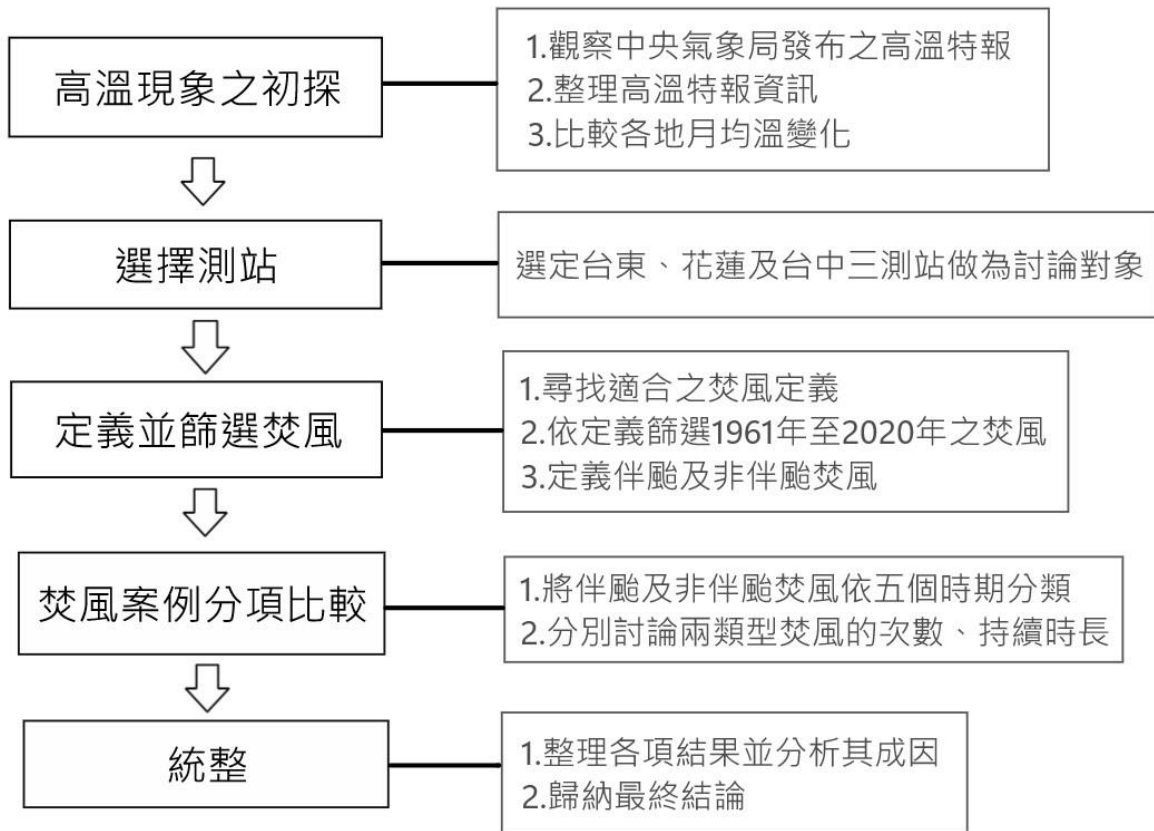 高溫現象之初探
1.觀察中央氣象局發布之高溫特報
2.整理高溫特報資訊
3.比較各地月均溫變化
選擇測站
選定台東、花蓮及台中三測站做為討論對象
定義並篩選焚風
1.尋找適合之焚風定義
2.依定義篩選1961年至2020年之焚風
3.定義伴颱及非伴颱焚風
焚風案例分項比較
1.將伴颱及非伴颱焚風依五個時期分類
2.分別討論兩類型焚風的次數、持續時長
統整
1.整理各項結果並分析其成因
2.歸納最終結論